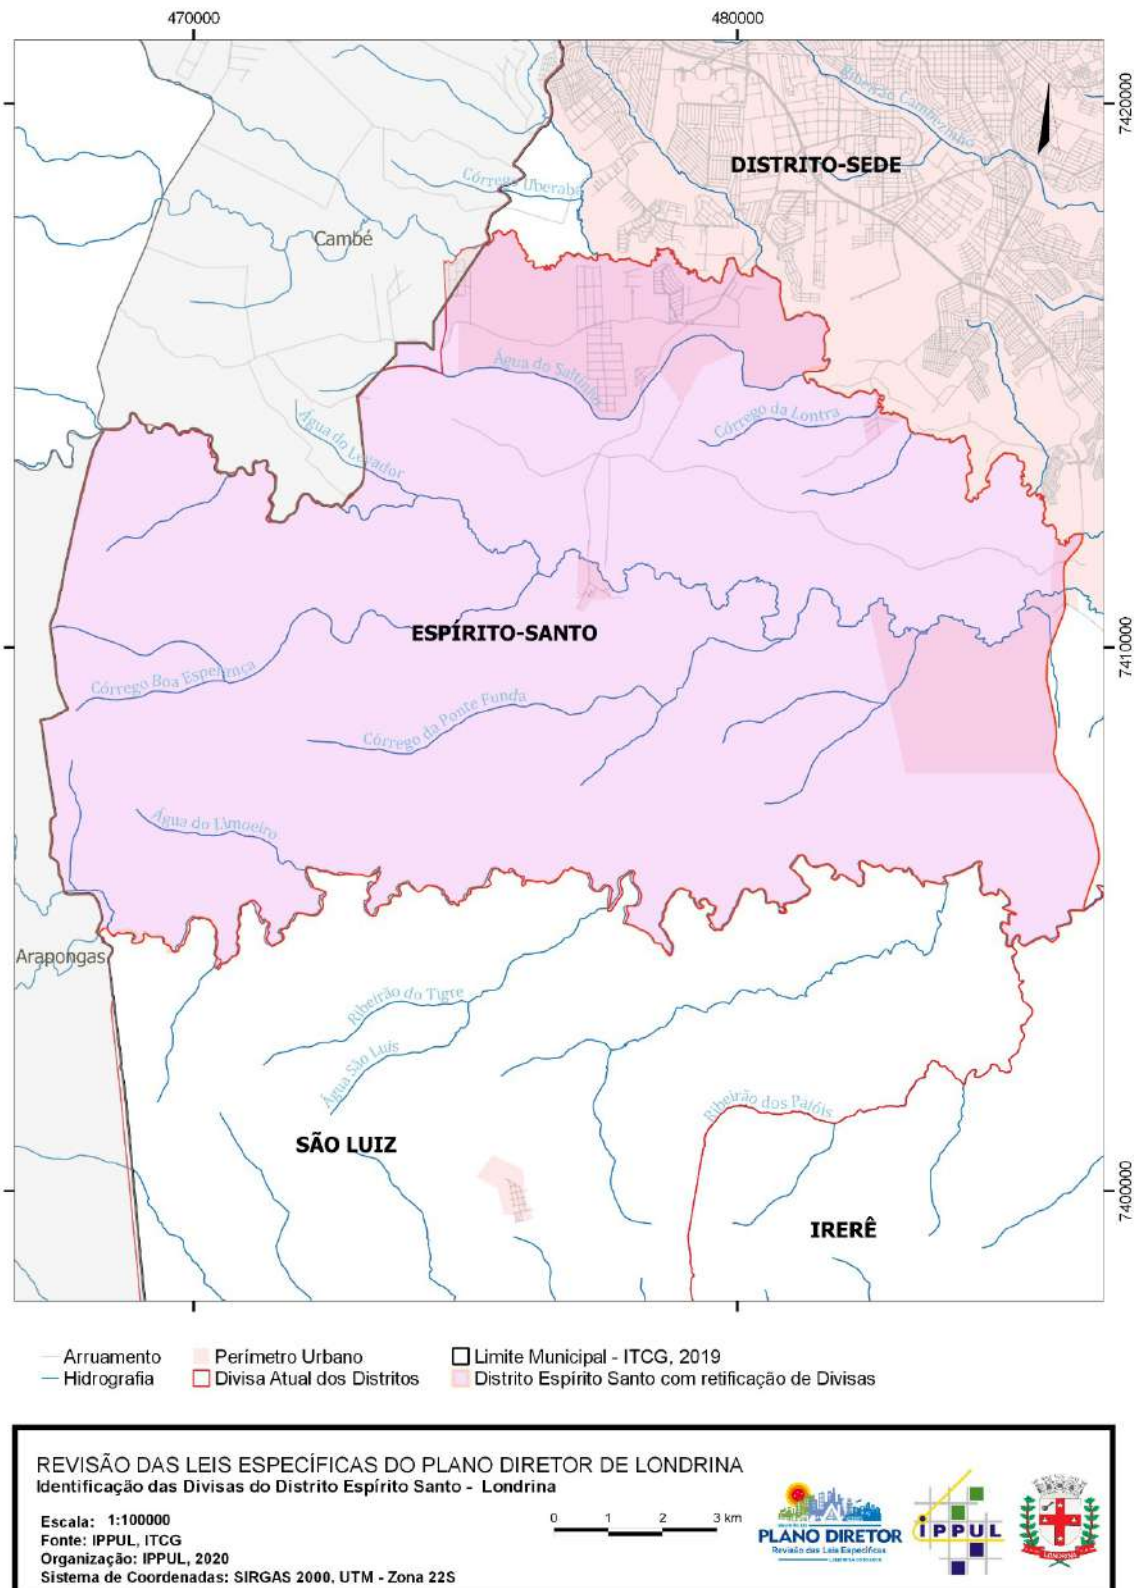 470000
480000
7420000
Ribeirão Cambezinho
DISTRITO-SEDE
Córrego Uberaba
Cambé
Água do Saltinho
Córrego da Lontra
Água do Levador
ESPÍRITO-SANTO
7410000
Córrego Boa Esperança
Córrego da Ponte Funda
Água do Limoeiro
Arapongas
Ribeirão do Tigre
Água São Luís
Ribeirão dos Patóis
SÃO LUIZ
7400000
IRERÊ
Arruamento
Perímetro Urbano
Limite Municipal - ITCG, 2019
Hidrografia
Divisa Atual dos Distritos
Distrito Espírito Santo com retificação de Divisas
REVISÃO DAS LEIS ESPECÍFICAS DO PLANO DIRETOR DE LONDRINA
Identificação das Divisas do Distrito Espírito Santo - Londrina
Escala: 1:100000
Fonte: IPPUL, ITCG
Organização: IPPUL, 2020
Sistema de Coordenadas: SIRGAS 2000, UTM - Zona 22S
0 1 2 3 km
PLANO DIRETOR
Revisão das Leis Específicas
IPPUL
LONDRINA